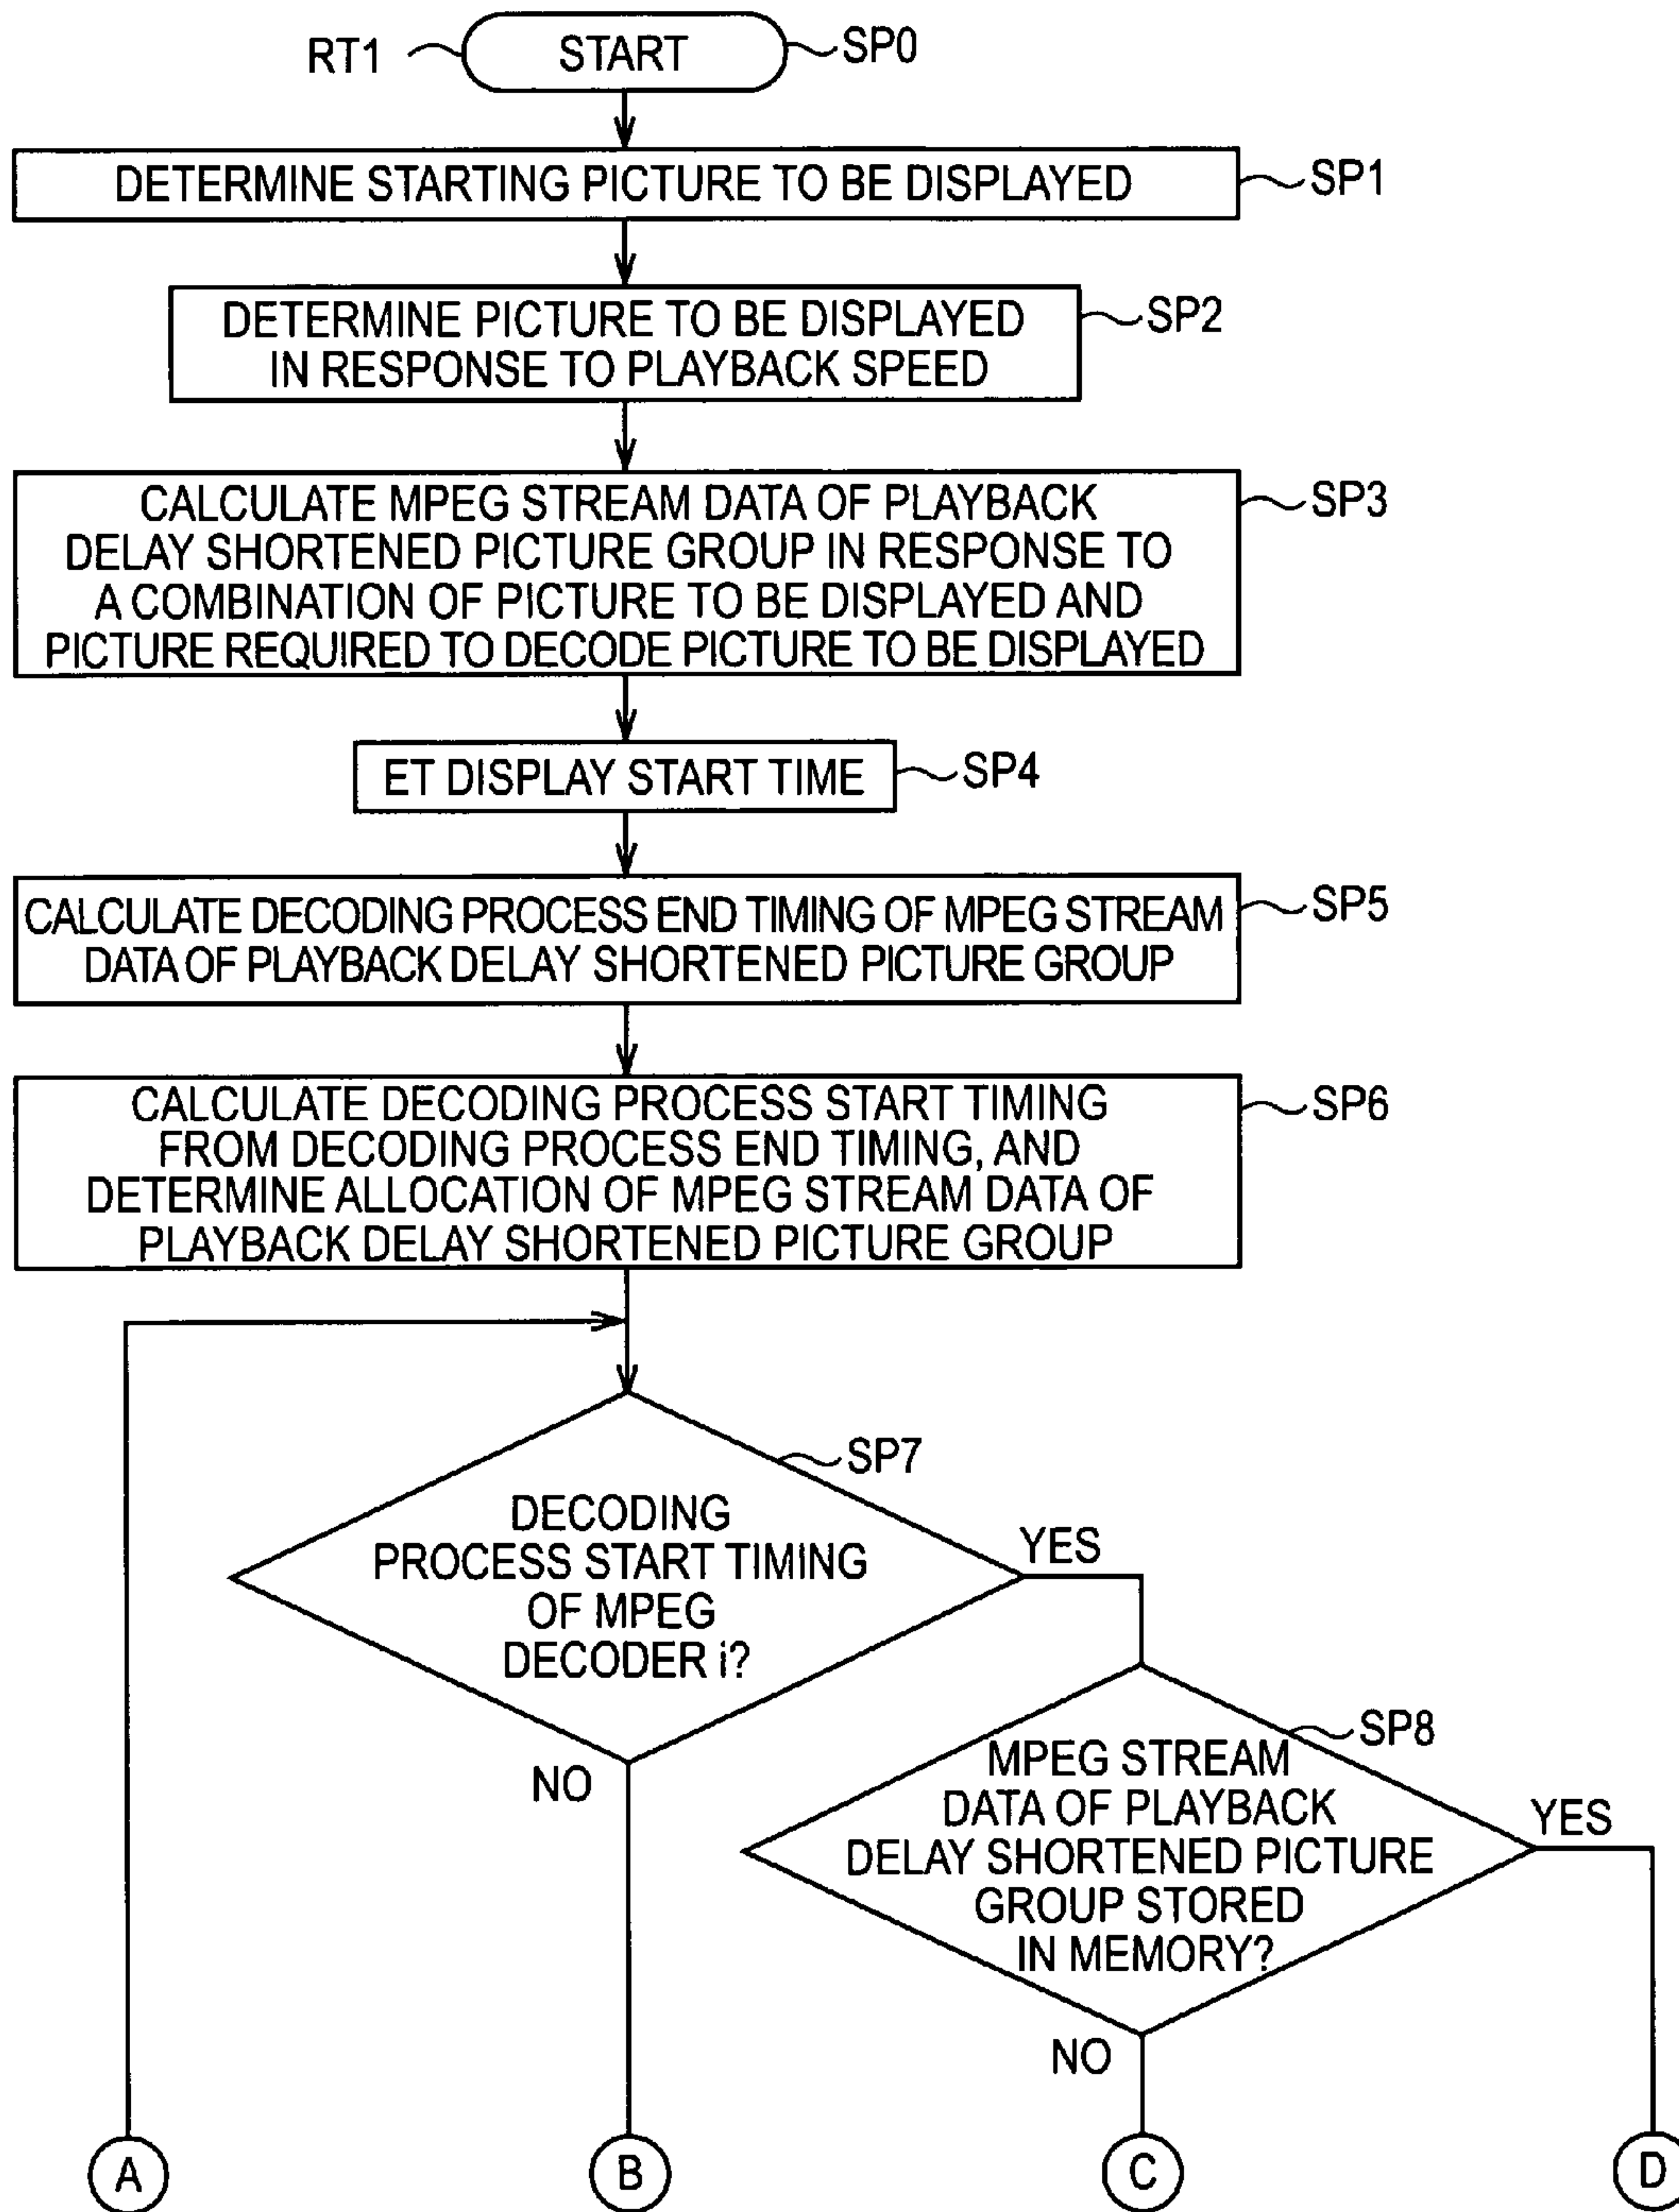 RT1
START
SP0
DETERMINE STARTING PICTURE TO BE DISPLAYED
SP1
DETERMINE PICTURE TO BE DISPLAYED
IN RESPONSE TO PLAYBACK SPEED
SP2
CALCULATE MPEG STREAM DATA OF PLAYBACK
DELAY SHORTENED PICTURE GROUP IN RESPONSE TO
A COMBINATION OF PICTURE TO BE DISPLAYED AND
PICTURE REQUIRED TO DECODE PICTURE TO BE DISPLAYED
SP3
ET DISPLAY START TIME
SP4
CALCULATE DECODING PROCESS END TIMING OF MPEG STREAM
DATA OF PLAYBACK DELAY SHORTENED PICTURE GROUP
SP5
CALCULATE DECODING PROCESS START TIMING
FROM DECODING PROCESS END TIMING, AND
DETERMINE ALLOCATION OF MPEG STREAM DATA OF
PLAYBACK DELAY SHORTENED PICTURE GROUP
SP6
SP7
DECODING
PROCESS START TIMING
OF MPEG
DECODER i?
YES
NO
SP8
MPEG STREAM
DATA OF PLAYBACK
DELAY SHORTENED PICTURE
GROUP STORED
IN MEMORY?
YES
NO
A
B
C
D